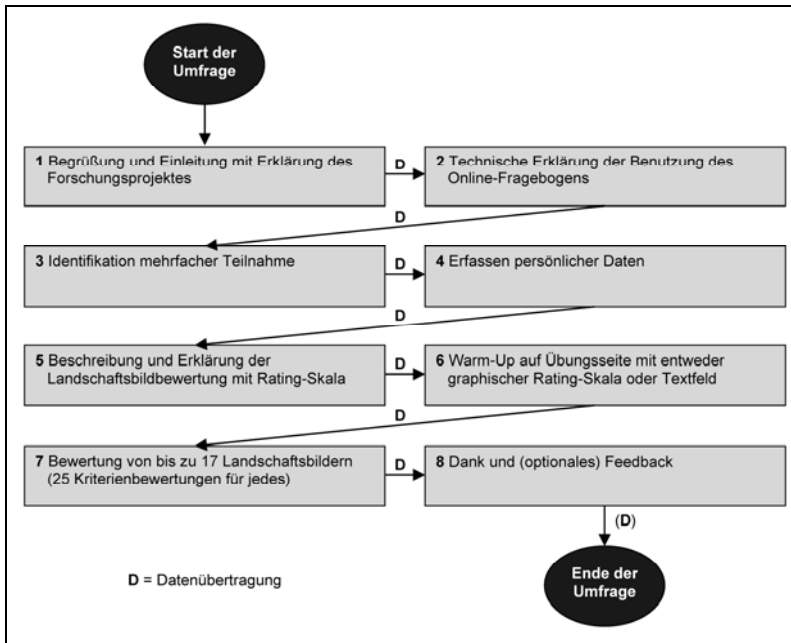 Start der
Umfrage
1 Begrüßung und Einleitung mit Erklärung des
Forschungsprojektes
D
2 Technische Erklärung der Benutzung des
Online-Fragebogens
D
3 Identifikation mehrfacher Teilnahme
D
4 Erfassen persönlicher Daten
D
5 Beschreibung und Erklärung der
Landschaftsbildbewertung mit Rating-Skala
D
6 Warm-Up auf Übungsseite mit entweder
graphischer Rating-Skala oder Textfeld
D
7 Bewertung von bis zu 17 Landschaftsbildern
(25 Kriterienbewertungen für jedes)
D
8 Dank und (optionales) Feedback
(D)
D = Datenübertragung
Ende der
Umfrage